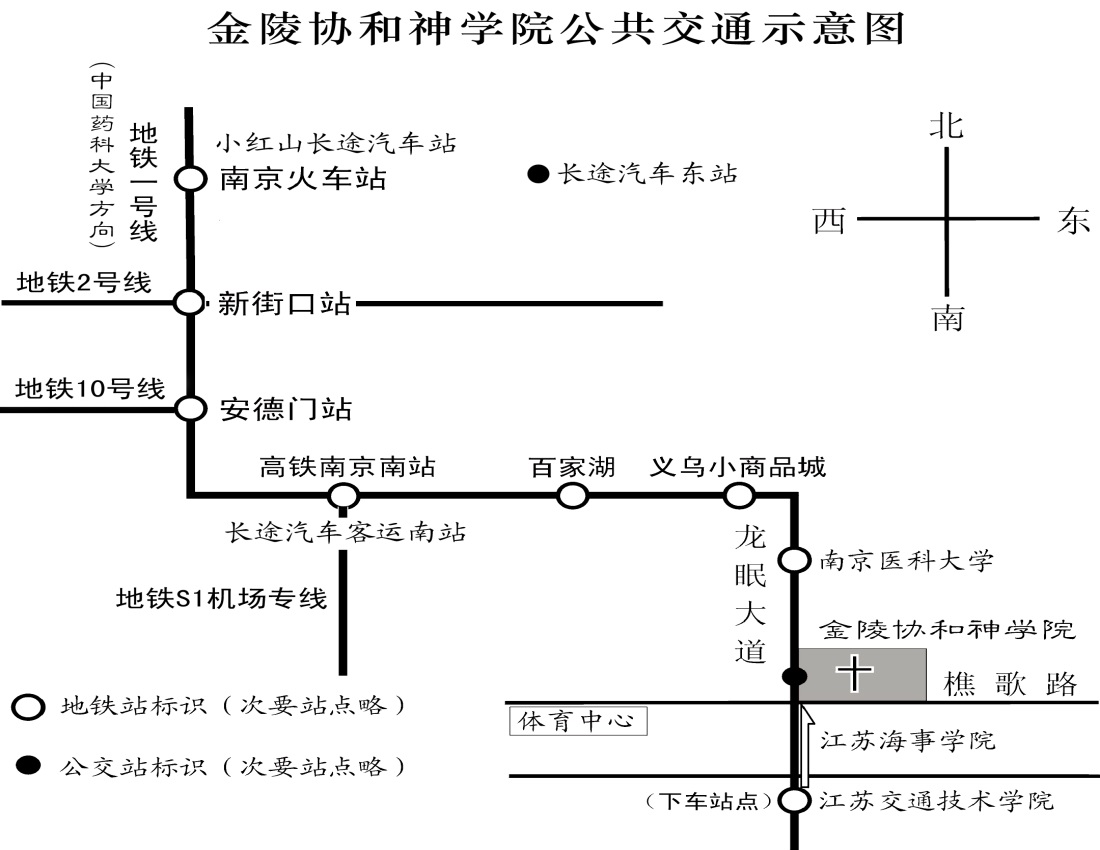 金陵协和神学院公共交通示意图
（中国药科大学方向）
地铁一号线
小红山长途汽车站
南京火车站
长途汽车东站
北
西
东
南
地铁2号线
新街口站
地铁10号线
安德门站
高铁南京南站
百家湖
义乌小商品城
长途汽车客运南站
龙眠大道
南京医科大学
地铁S1机场专线
金陵协和神学院
樵歌路
地铁站标识（次要站点略）
体育中心
江苏海事学院
公交站标识（次要站点略）
（下车站点）
江苏交通技术学院